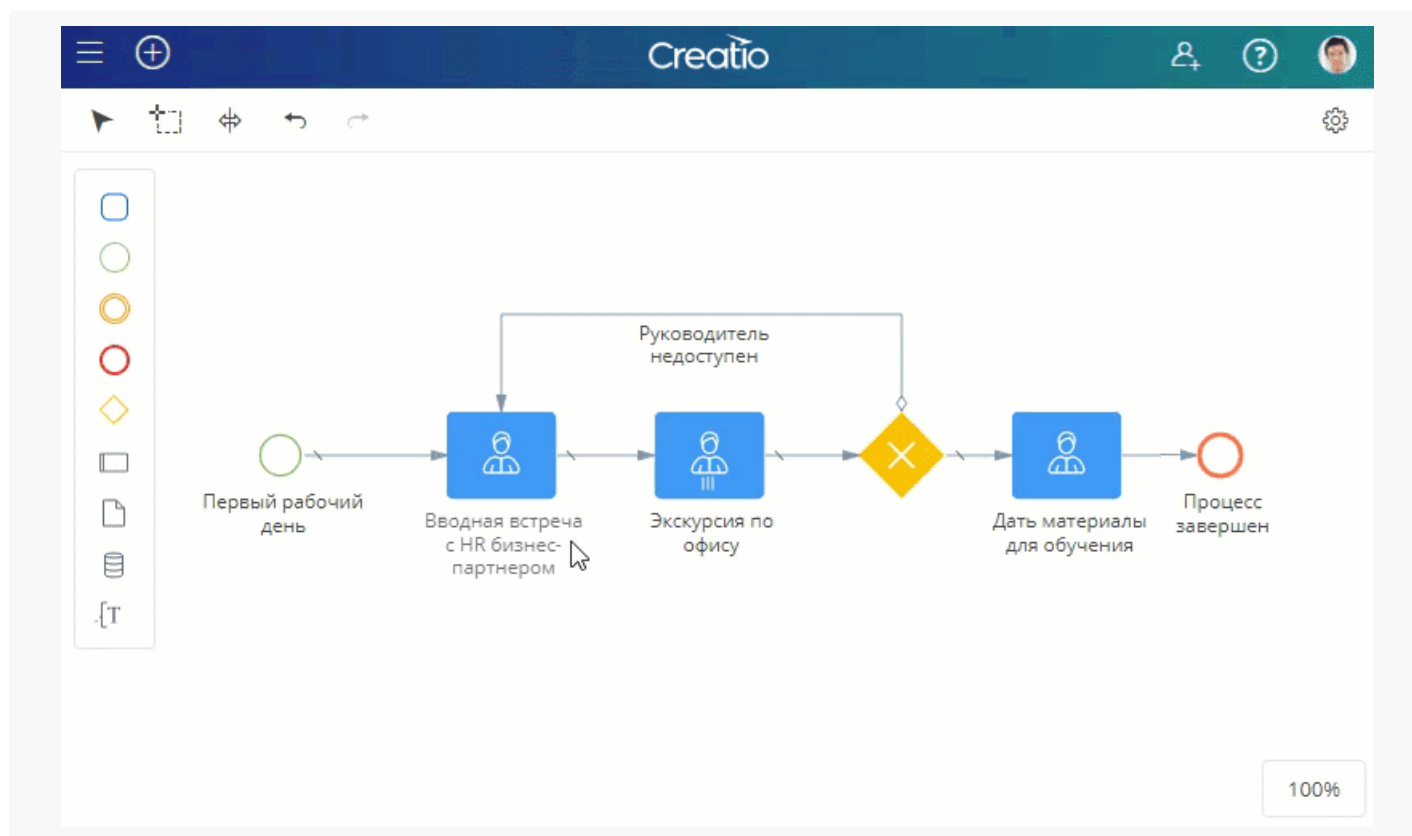 Creatio
Руководитель
недоступен
Первый рабочий
день
Вводная встреча
с HR бизнес-
партнером
Экскурсия по
офису
Дать материалы
для обучения
Процесс
завершен
T
100%